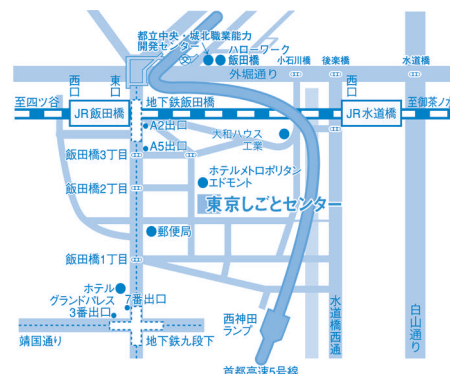 都立中央・城北職業能力
開発センター
ハローワーク
飯田橋
小石川橋
後楽橋
水道橋
外堀通り
西口
東口
西口
至四ツ谷
JR飯田橋
地下鉄飯田橋
JR水道橋
至御茶ノ水
A2出口
大和ハウス
工業
A5出口
飯田橋3丁目
ホテルメトロポリタン
エドモント
飯田橋2丁目
東京しごとセンター
郵便局
飯田橋1丁目
ホテル
グランドパレス
7番出口
3番出口
西神田
ランプ
水道橋西通り
白山通り
靖国通り
地下鉄九段下
首都高速5号線